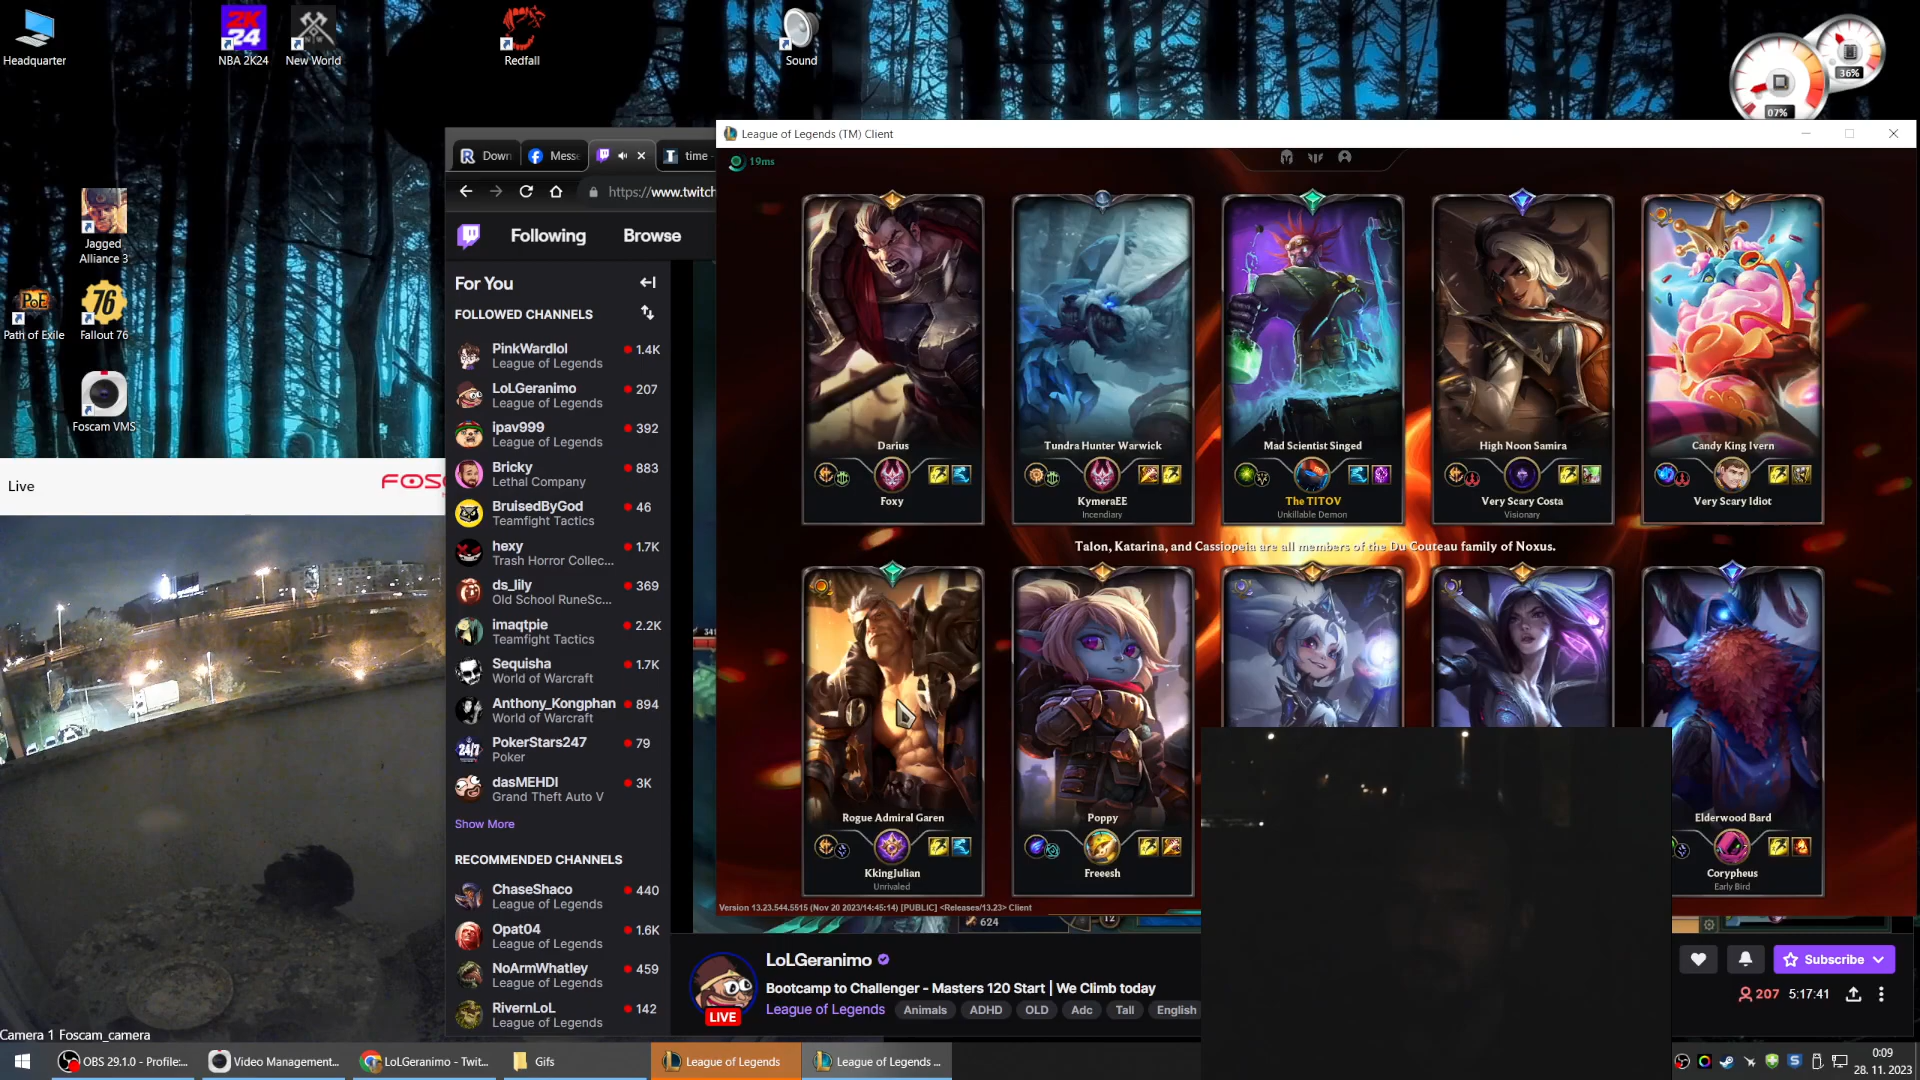 Headquarter
2K
24
NBA 2K24
New World
Redfall
Sound
36%
07%
Jagged
Alliance 3
PoE
Path of Exile
76
Fallout 76
Foscam VMS
Live
Camera 1 Foscam_camera
Down
Messe
time
https://www.twitch
Following
Browse
For You
FOLLOWED CHANNELS
PinkWardlol
1.4K
League of Legends
LoLGeranimo
207
League of Legends
ipav999
392
League of Legends
Bricky
883
Lethal Company
BruisedByGod
46
Teamfight Tactics
hexy
1.7K
Trash Horror Collec...
ds_lily
369
Old School RuneSc...
imaqtpie
2.2K
Teamfight Tactics
Sequisha
1.7K
World of Warcraft
Anthony_Kongphan
894
World of Warcraft
PokerStars247
79
Poker
dasMEHDI
3K
Grand Theft Auto V
Show More
RECOMMENDED CHANNELS
ChaseShaco
440
League of Legends
Opat04
1.6K
League of Legends
NoArmWhatley
459
League of Legends
RivernLoL
142
League of Legends
League of Legends (TM) Client
19ms
Darius
Foxy
Tundra Hunter Warwick
KymeraEE
Incendiary
Mad Scientist Singed
The TITOV
Unkillable Demon
High Noon Samira
Very Scary Costa
Visionary
Candy King Ivern
Very Scary Idiot
Talon, Katarina, and Cassiopeia are all members of the Du Couteau family of Noxus.
Rogue Admiral Garen
KkingJulian
Unrivaled
Poppy
Freeesh
Elderwood Bard
Corypheus
Early Bird
Version 13.23.544.5515 (Nov 20 2023/14:45:14) [PUBLIC] <Releases/13.23> Client
624
12
LoLGeranimo
Bootcamp to Challenger - Masters 120 Start | We Climb today
League of Legends
Animals
ADHD
OLD
Adc
Tall
English
LIVE
Subscribe
207
5:17:41
OBS 29.1.0 - Profile:...
Video Management...
LoLGeranimo - Twit...
Gifs
League of Legends
League of Legends ...
0:09
28. 11. 2023